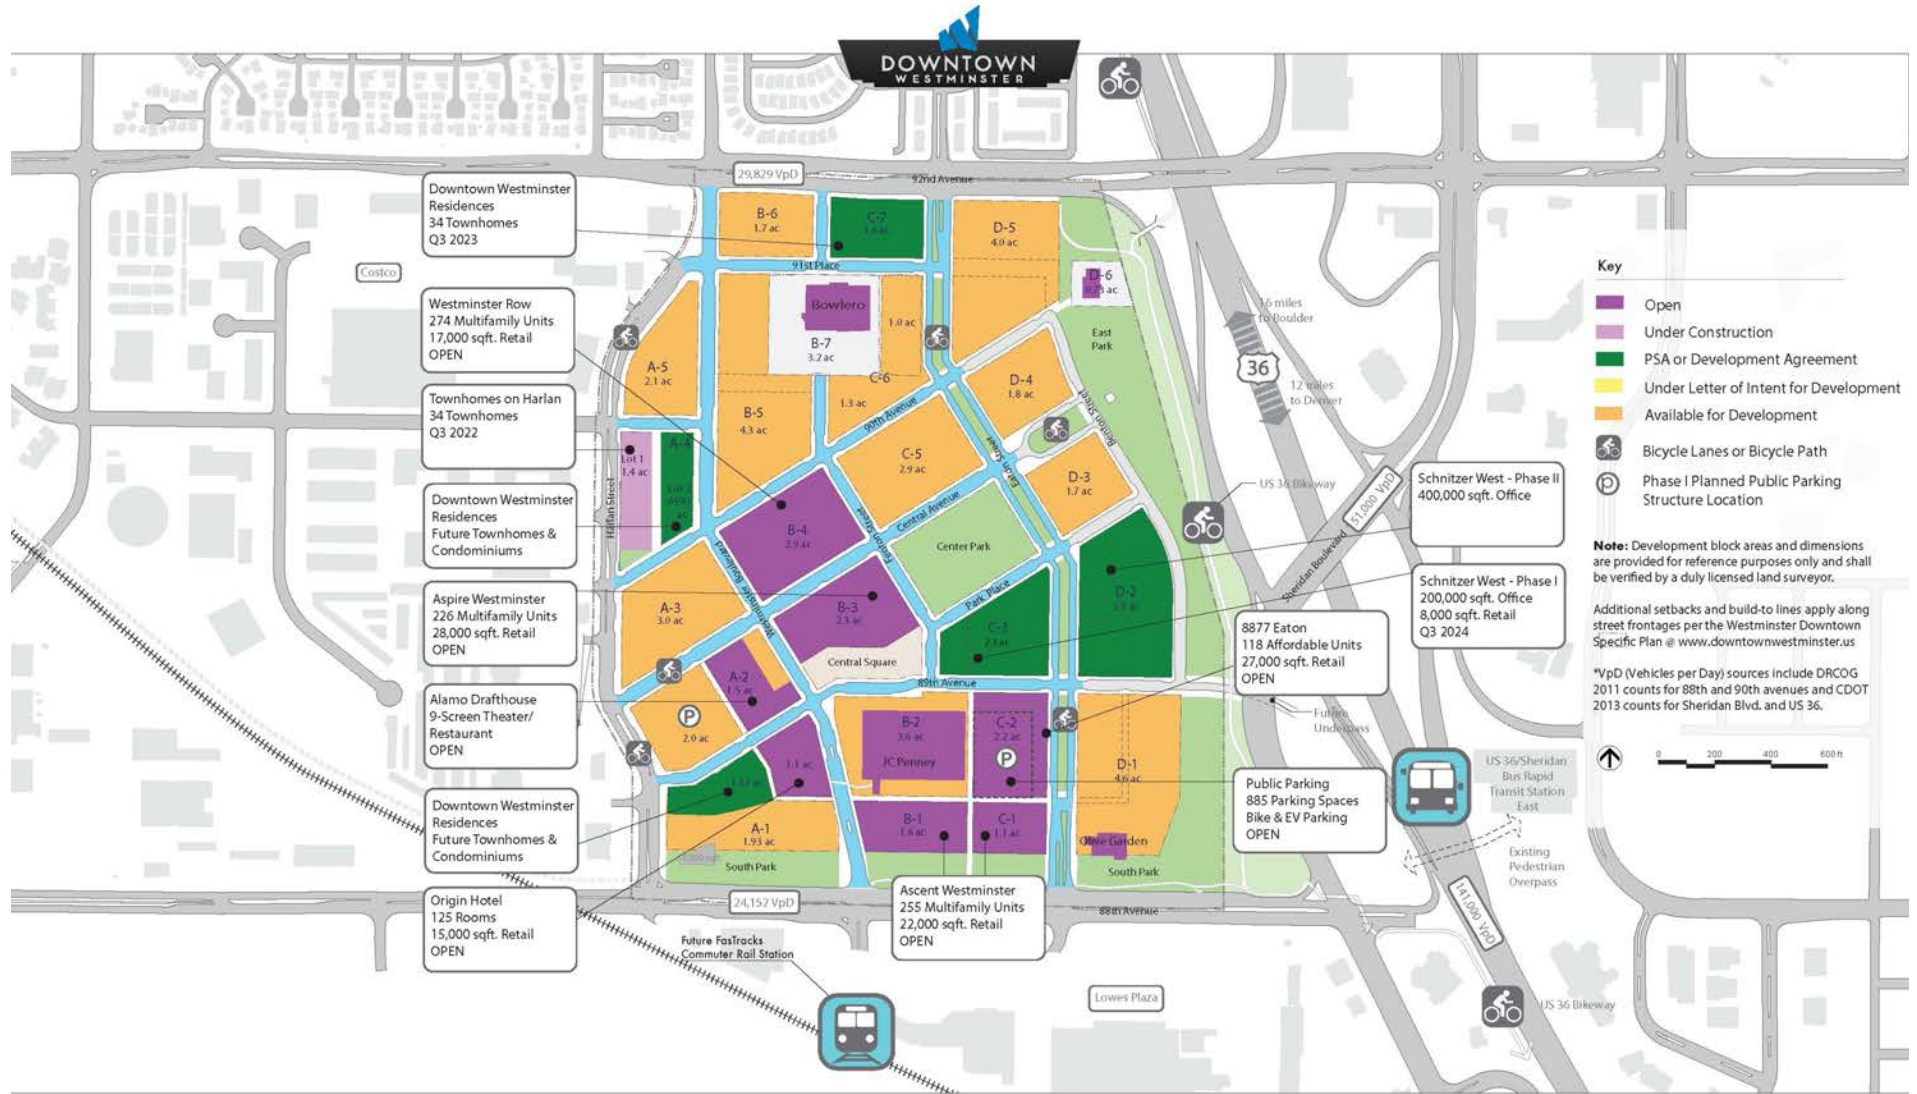 DOWNTOWN
WESTMINSTER
29,829 VpD
92nd Avenue
Downtown Westminster
Residences
34 Townhomes
Q3 2023
Costco
Westminster Row
274 Multifamily Units
17,000 sqft. Retail
OPEN
Townhomes on Harlan
34 Townhomes
Q3 2022
Downtown Westminster
Residences
Future Townhomes &
Condominiums
Aspire Westminster
226 Multifamily Units
28,000 sqft. Retail
OPEN
Alamo Drafthouse
9-Screen Theater/
Restaurant
OPEN
Downtown Westminster
Residences
Future Townhomes &
Condominiums
Origin Hotel
125 Rooms
15,000 sqft. Retail
OPEN
B-6
1.7 ac
C-7
D-5
4.0 ac
91st Place
D-6
0.75 ac
Bowlero
B-7
3.2 ac
1.0 ac
East
Park
A-5
2.1 ac
C-6
1.3 ac
D-4
1.8 ac
B-5
4.3 ac
90th Avenue
Benton Street
A-4
Lot 1
1.4 ac
C-5
2.9 ac
Eaton Street
D-3
1.7 ac
Harlan Street
B-4
2.9 ac
Fenton Street
Central Avenue
Center Park
Westminster Boulevard
A-3
3.0 ac
B-3
2.3 ac
Park Place
D-2
C-3
Central Square
89th Avenue
A-2
1.5 ac
P
2.0 ac
B-2
3.6 ac
JC Penney
C-2
2.2 ac
P
D-1
4.6 ac
1.1 ac
A-1
1.93 ac
B-1
1.6 ac
C-1
1.1 ac
Olive Garden
South Park
South Park
24,152 VpD
88th Avenue
Ascent Westminster
255 Multifamily Units
22,000 sqft. Retail
OPEN
Future FasTracks
Commuter Rail Station
Lowes Plaza
16 miles
to Boulder
36
12 miles
to Denver
US 36 Bikeway
51,000 VpD
Sheridan Boulevard
Schnitzer West - Phase II
400,000 sqft. Office
Schnitzer West - Phase I
200,000 sqft. Office
8,000 sqft. Retail
Q3 2024
8877 Eaton
118 Affordable Units
27,000 sqft. Retail
OPEN
Future
Underpass
Public Parking
885 Parking Spaces
Bike & EV Parking
OPEN
US 36/Sheridan
Bus Rapid
Transit Station
East
Existing
Pedestrian
Overpass
141,000 VpD
US 36 Bikeway
Key
Open
Under Construction
PSA or Development Agreement
Under Letter of Intent for Development
Available for Development
Bicycle Lanes or Bicycle Path
P
Phase I Planned Public Parking
Structure Location
Note: Development block areas and dimensions
are provided for reference purposes only and shall
be verified by a duly licensed land surveyor.
Additional setbacks and build-to lines apply along
street frontages per the Westminster Downtown
Specific Plan @ www.downtownwestminster.us
*VpD (Vehicles per Day) sources include DRCOG
2011 counts for 88th and 90th avenues and CDOT
2013 counts for Sheridan Blvd. and US 36.
0 200 400 600 ft